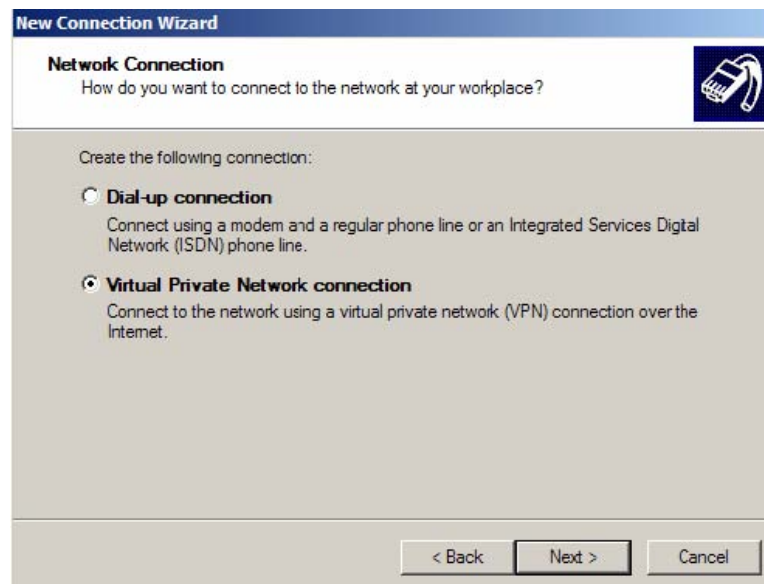 New Connection Wizard
Network Connection
How do you want to connect to the network at your workplace?
Create the following connection:
Dial-up connection
Connect using a modem and a regular phone line or an Integrated Services Digital
Network (ISDN) phone line.
Virtual Private Network connection
Connect to the network using a virtual private network (VPN) connection over the
Internet.
< Back Next > Cancel